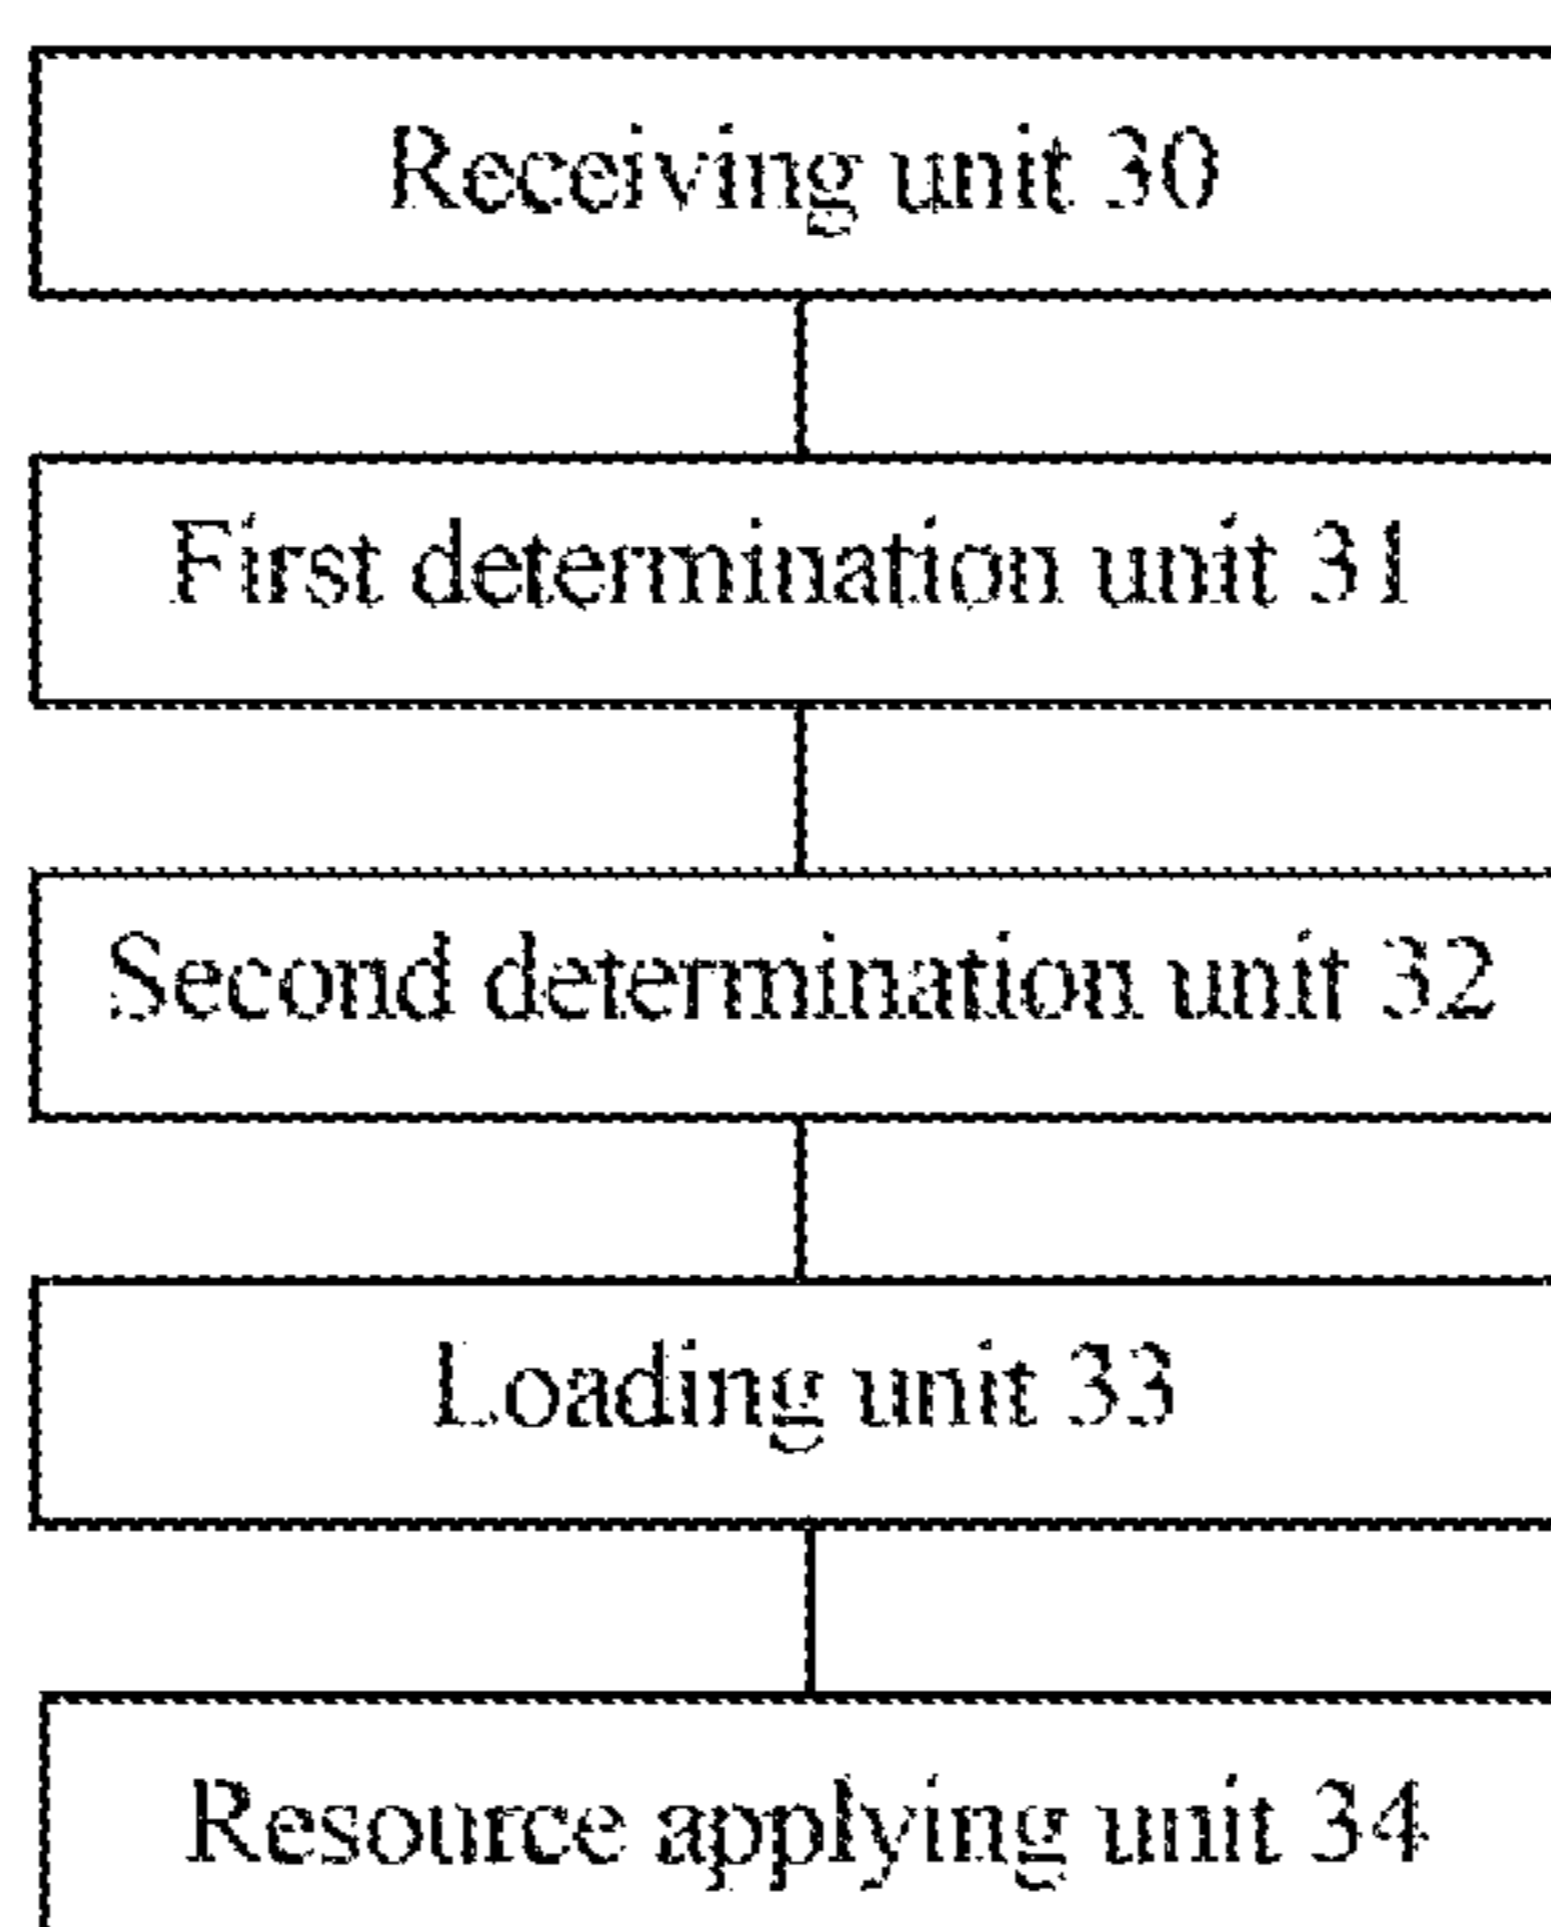 Receiving unit 30
First determination unit 31
Second determination unit 32
Loading unit 33
Resource applying unit 34